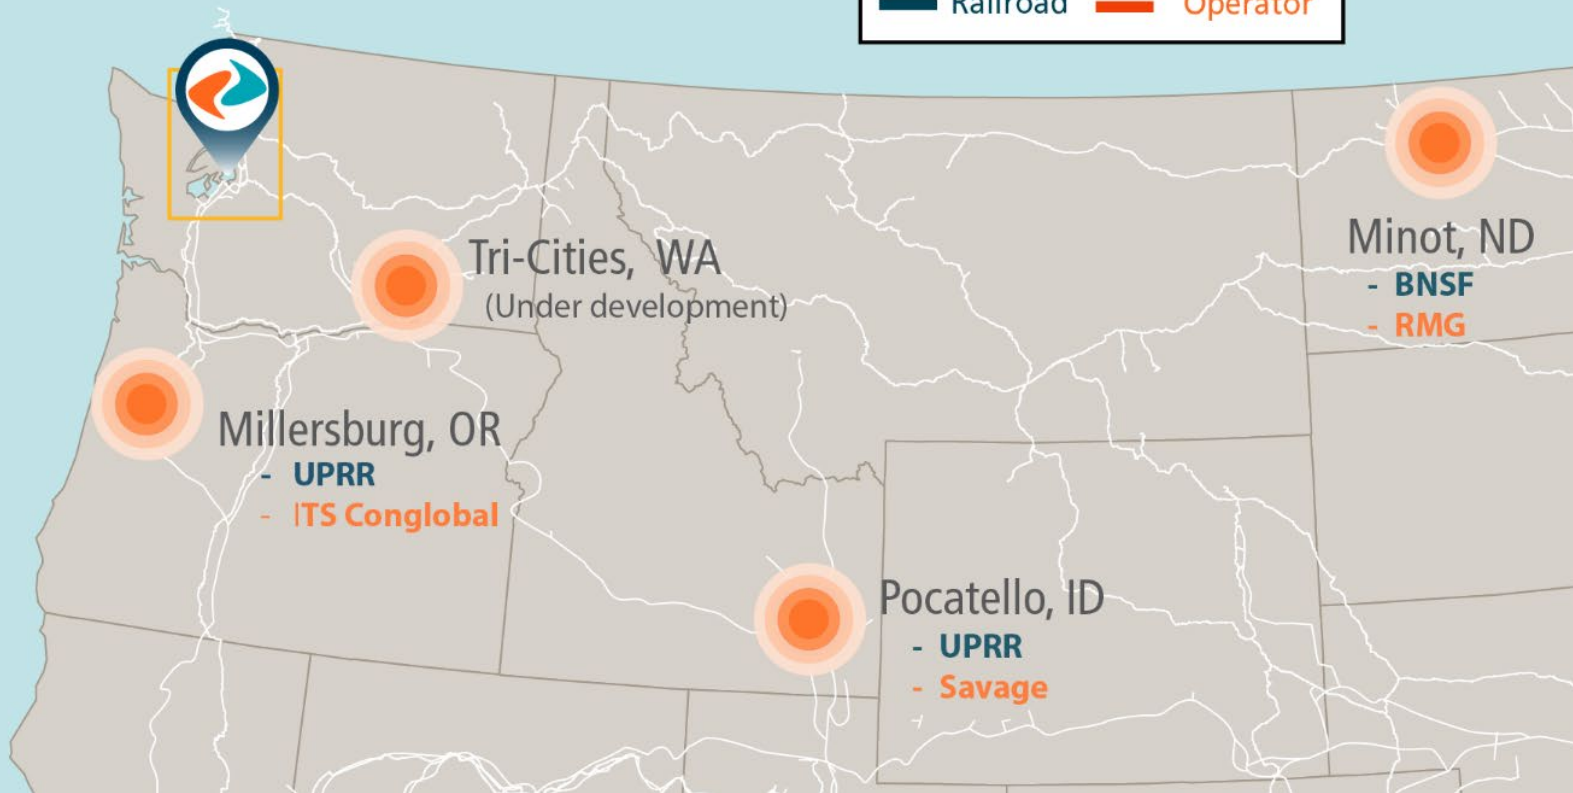 Railroad Operator
Tri-Cities, WA
(Under development)
Minot, ND
- BNSF
- RMG
Millersburg, OR
- UPRR
- ITS Conglobal
Pocatello, ID
- UPRR
- Savage